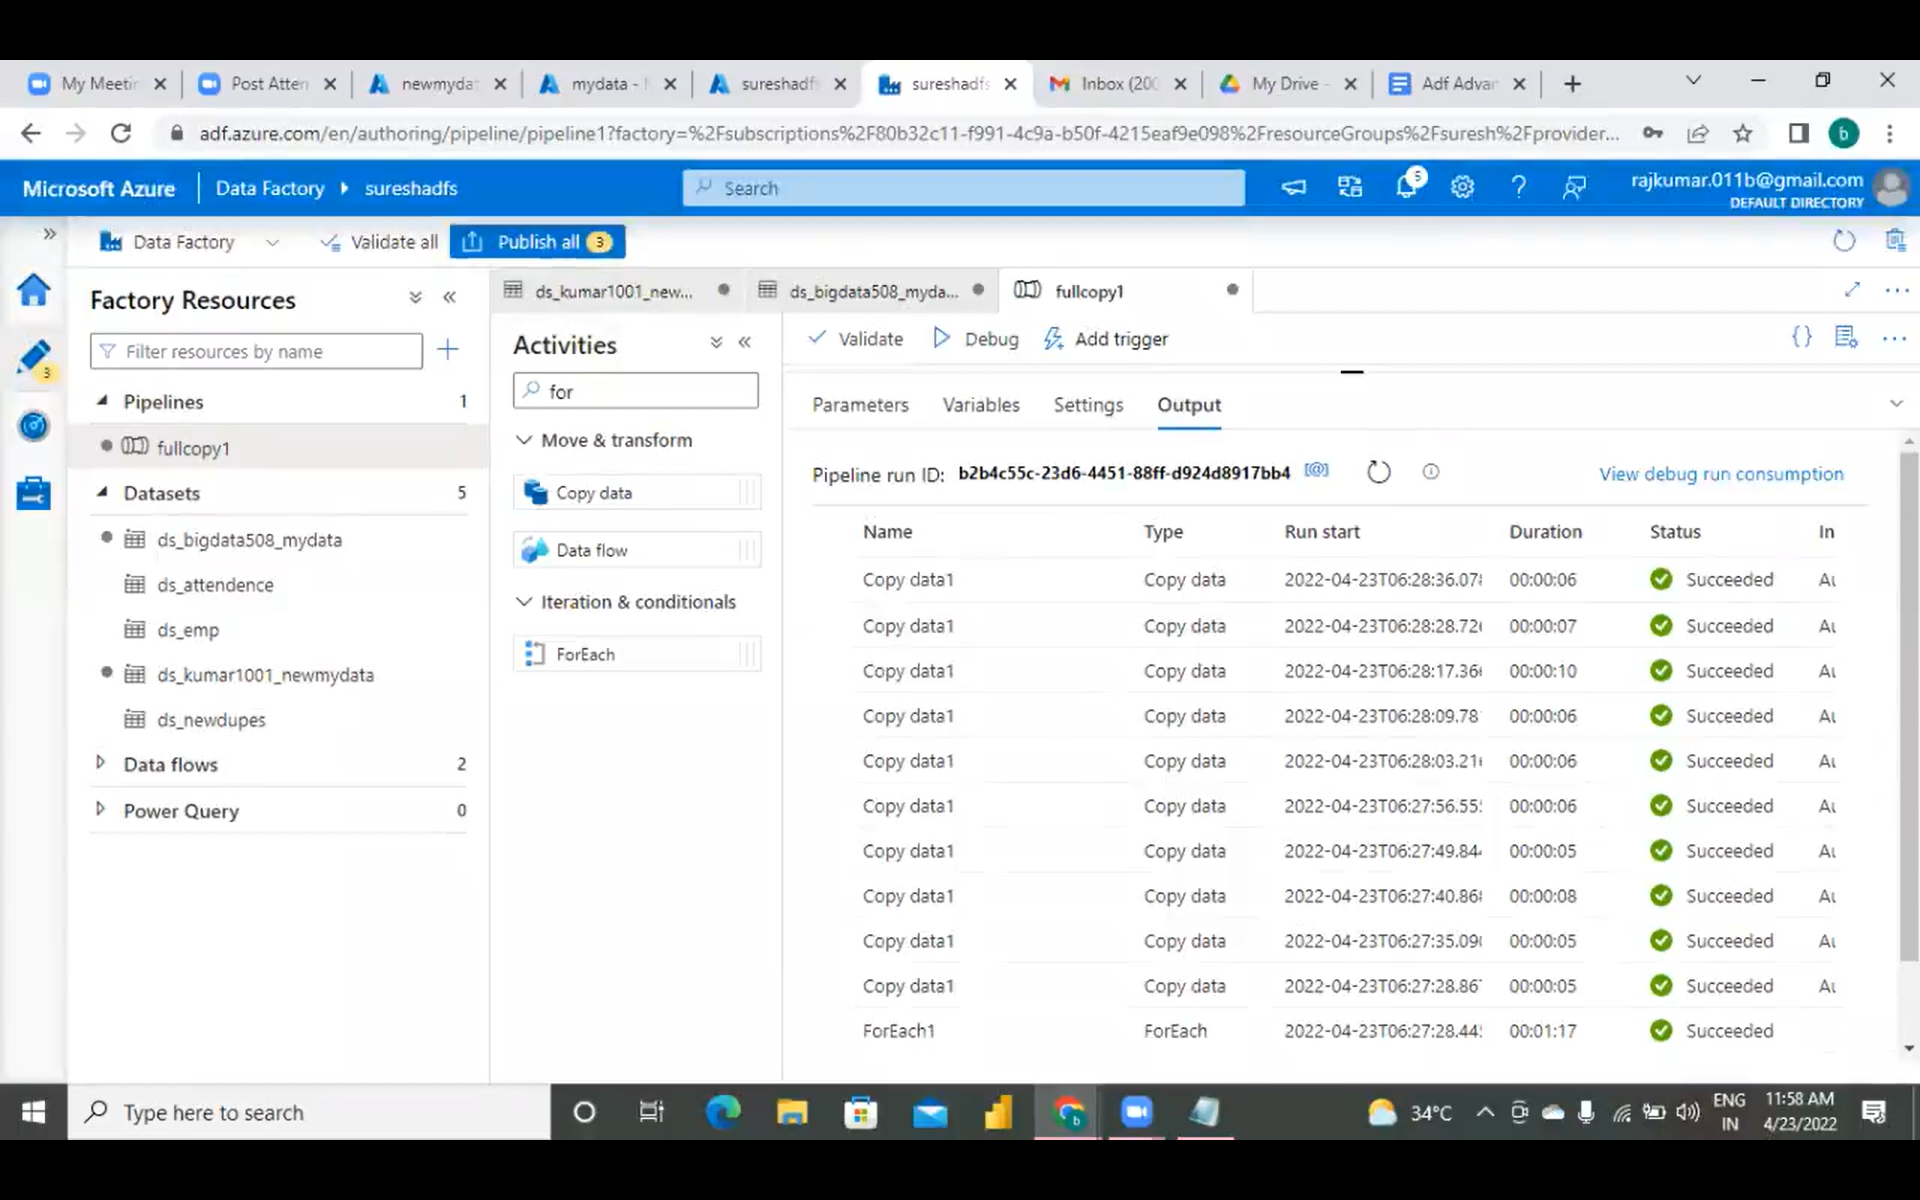 My Meetin
Post Atten
newmydat
mydata -
sureshadfs
sureshadfs
Inbox (200
My Drive -
Adf Advan
adf.azure.com/en/authoring/pipeline/pipeline1?factory=%2Fsubscriptions%2F80b32c11-f991-4c9a-b50f-4215eaf9e098%2FresourceGroups%2Fsuresh%2Fprovider...
b
Microsoft Azure
Data Factory
sureshadfs
Search
5
rajkumar.011b@gmail.com
DEFAULT DIRECTORY
Data Factory
Validate all
Publish all 3
Factory Resources
Filter resources by name
3
Pipelines 1
fullcopy1
Datasets 5
ds_bigdata508_mydata
ds_attendence
ds_emp
ds_kumar1001_newmydata
ds_newdupes
Data flows 2
Power Query 0
ds_kumar1001_new...
ds_bigdata508_myda...
fullcopy1
Activities
for
Move & transform
Copy data
Data flow
Iteration & conditionals
ForEach
Validate
Debug
Add trigger
Parameters Variables Settings Output
Pipeline run ID: b2b4c55c-23d6-4451-88ff-d924d8917bb4 View debug run consumption
Name Type Run start Duration Status In
Copy data1 Copy data 2022-04-23T06:28:36.07 00:00:06 Succeeded Au
Copy data1 Copy data 2022-04-23T06:28:28.72 00:00:07 Succeeded Au
Copy data1 Copy data 2022-04-23T06:28:17.36 00:00:10 Succeeded Au
Copy data1 Copy data 2022-04-23T06:28:09.78 00:00:06 Succeeded Au
Copy data1 Copy data 2022-04-23T06:28:03.21 00:00:06 Succeeded Au
Copy data1 Copy data 2022-04-23T06:27:56.55 00:00:06 Succeeded Au
Copy data1 Copy data 2022-04-23T06:27:49.84 00:00:05 Succeeded Au
Copy data1 Copy data 2022-04-23T06:27:40.86 00:00:08 Succeeded Au
Copy data1 Copy data 2022-04-23T06:27:35.09 00:00:05 Succeeded Au
Copy data1 Copy data 2022-04-23T06:27:28.86 00:00:05 Succeeded Au
ForEach1 ForEach 2022-04-23T06:27:28.44 00:01:17 Succeeded
Type here to search
34°C
ENG
IN
11:58 AM
4/23/2022